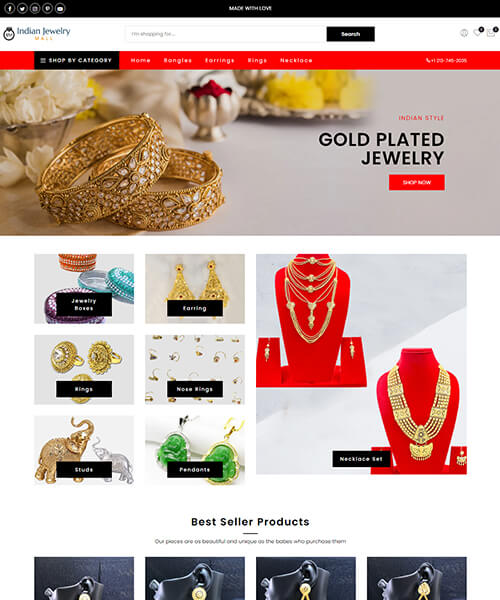 MADE WITH LOVE
Indian Jewelry
MALL
I'm shopping for...
Search
0
0
SHOP BY CATEGORY
Home
Bangles
Earrings
Rings
Necklace
+1 213-745-2035
INDIAN STYLE
GOLD PLATED
JEWELRY
SHOP NOW
Jewelry
Boxes
Earring
Rings
Nose Rings
Studs
Pendants
Necklace Set
Best Seller Products
Our pieces are as beautiful and unique as the babes who purchase them